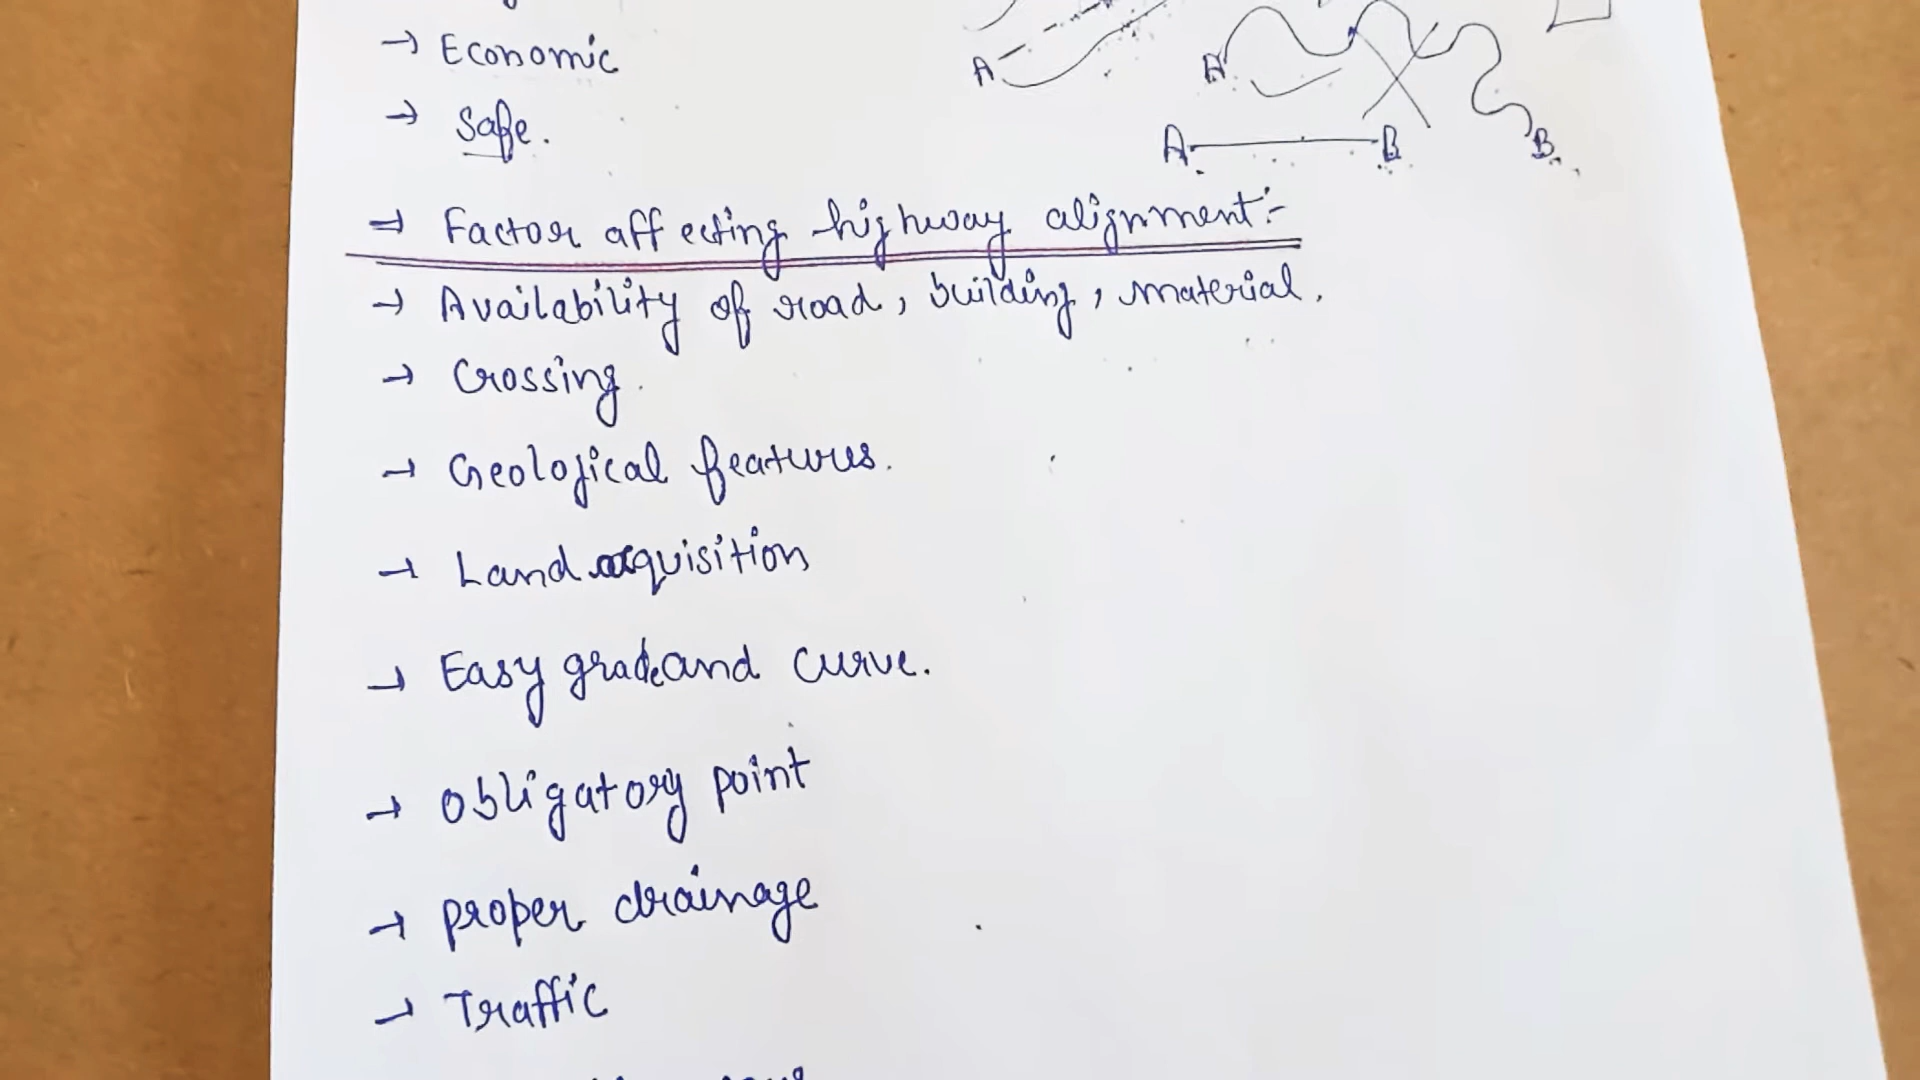 → Economic
→ Safe.
A
A
B
A
B
→ Factor affecting highway alignment:-
→ Availability of road, building, material.
→ Crossing.
→ Geological features.
→ Land acquisition
→ Easy grade and curve.
→ Obligatory point
→ proper drainage
→ Traffic